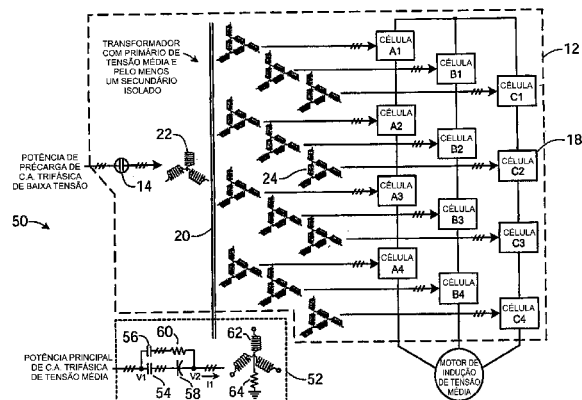 TRANSFORMADOR
COM PRIMÁRIO DE
TENSÃO MÉDIA E
PELO MENOS
UM SECUNDÁRIO
ISOLADO
CÉLULA
A1
CÉLULA
B1
CÉLULA
C1
12
22
CÉLULA
A2
CÉLULA
B2
18
POTÊNCIA DE
PRÉCARGA DE
C.A. TRIFÁSICA
DE BAIXA TENSÃO
14
24
CÉLULA
C2
CÉLULA
A3
CÉLULA
B3
50
20
CÉLULA
C3
CÉLULA
A4
CÉLULA
B4
CÉLULA
C4
56
60
62
POTÊNCIA PRINCIPAL
DE C.A. TRIFÁSICA
DE TENSÃO MÉDIA
V1
V2
I1
54
58
64
52
MOTOR DE
INDUÇÃO
DE TENSÃO
MÉDIA